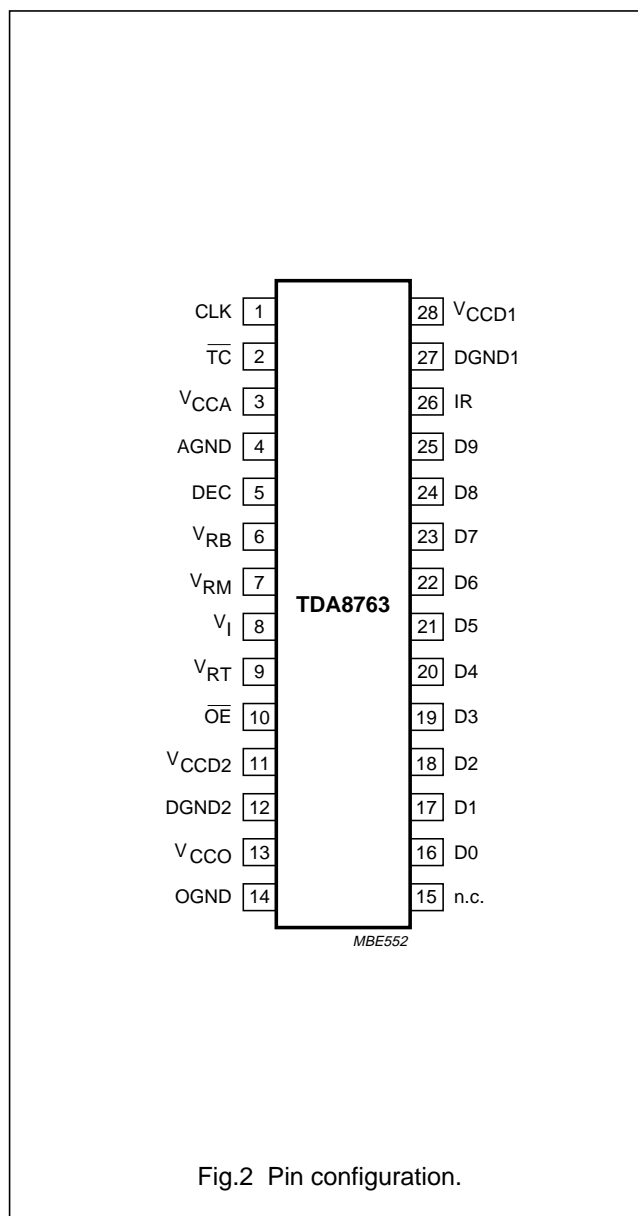 CLK 1 28 VCCD1
TC 2 27 DGND1
VCCA 3 26 IR
AGND 4 25 D9
DEC 5 24 D8
VRB 6 23 D7
VRM 7 22 D6
TDA8763
VI 8 21 D5
VRT 9 20 D4
OE 10 19 D3
VCCD2 11 18 D2
DGND2 12 17 D1
VCCO 13 16 D0
OGND 14 15 n.c.
MBE552
Fig.2 Pin configuration.